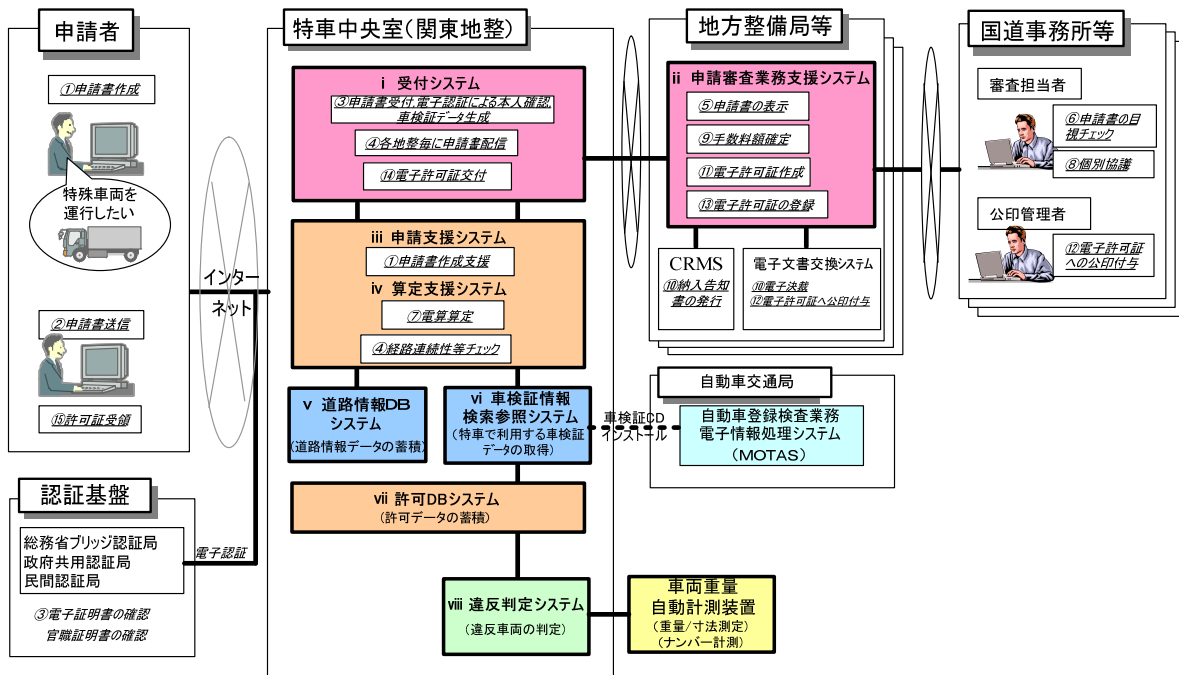 申請者
①申請書作成
特殊車両を
運行したい
②申請書送信
⑮許可証受領
インター
ネット
認証基盤
総務省ブリッジ認証局
政府共用認証局
民間認証局
電子認証
③電子証明書の確認
官職証明書の確認
特車中央室(関東地整)
ⅰ 受付システム
③申請書受付,電子認証による本人確認,
車検証データ生成
④各地整毎に申請書配信
⑭電子許可証交付
ⅲ 申請支援システム
①申請書作成支援
ⅳ 算定支援システム
⑦電算算定
④経路連続性等チェック
ⅴ 道路情報DB
システム
(道路情報データの蓄積)
ⅵ 車検証情報
検索参照システム
(特車で利用する車検証
データの取得)
ⅶ 許可DBシステム
(許可データの蓄積)
ⅷ 違反判定システム
(違反車両の判定)
車両重量
自動計測装置
(重量/寸法測定)
(ナンバー計測)
地方整備局等
ⅱ 申請審査業務支援システム
⑤申請書の表示
⑨手数料額確定
⑪電子許可証作成
⑬電子許可証の登録
CRMS
⑩納入告知
書の発行
電子文書交換システム
⑩電子決裁
⑫電子許可証へ公印付与
自動車交通局
車検証CD
インストール
自動車登録検査業務
電子情報処理システム
(MOTAS)
国道事務所等
審査担当者
⑥申請書の目
視チェック
⑧個別協議
公印管理者
⑫電子許可証
への公印付与